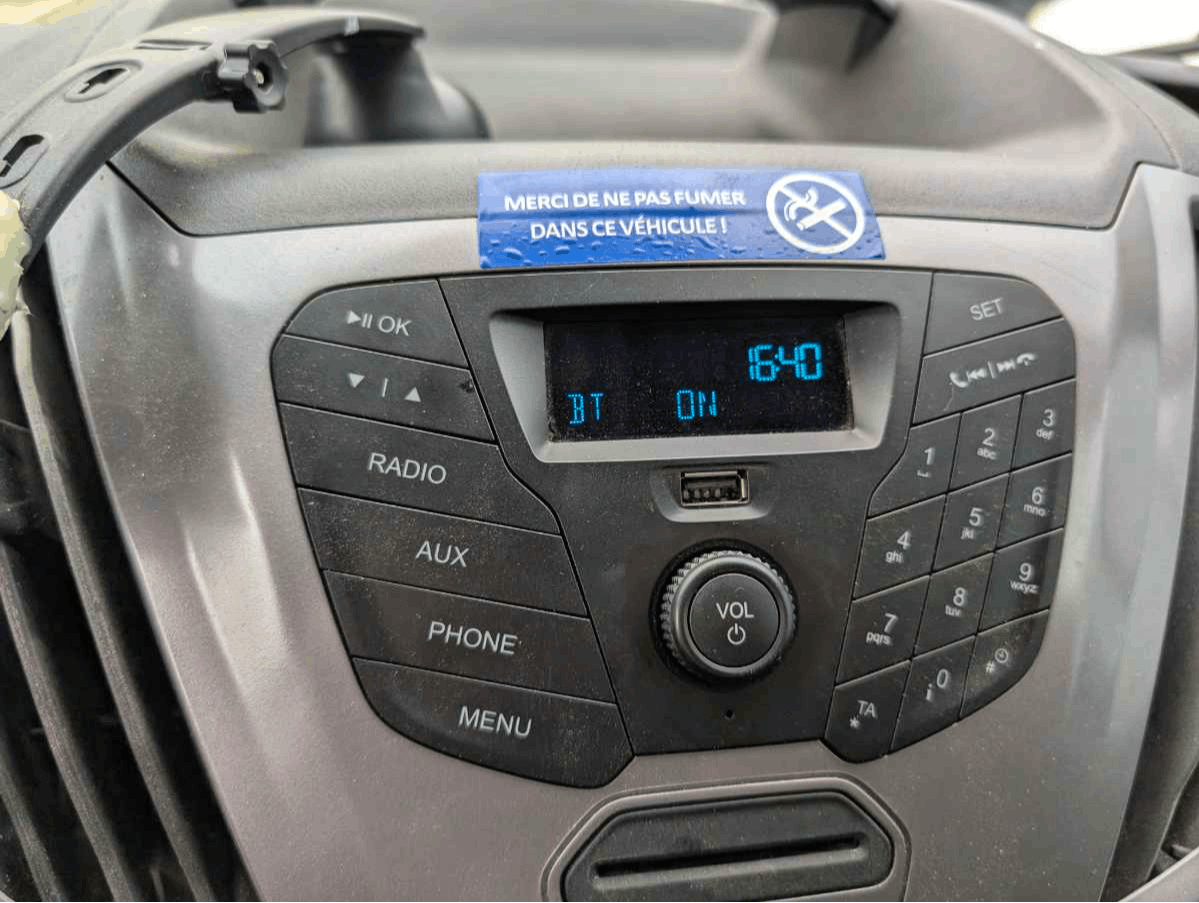 MERCI DE NE PAS FUMER
DANS CE VÉHICULE !
OK
SET
16:40
BT ON
RADIO
AUX
PHONE
MENU
VOL
1
2 abc
3 def
4 ghi
5 jkl
6 mno
7 pqrs
8 tuv
9 wxyz
TA *
i 0
#